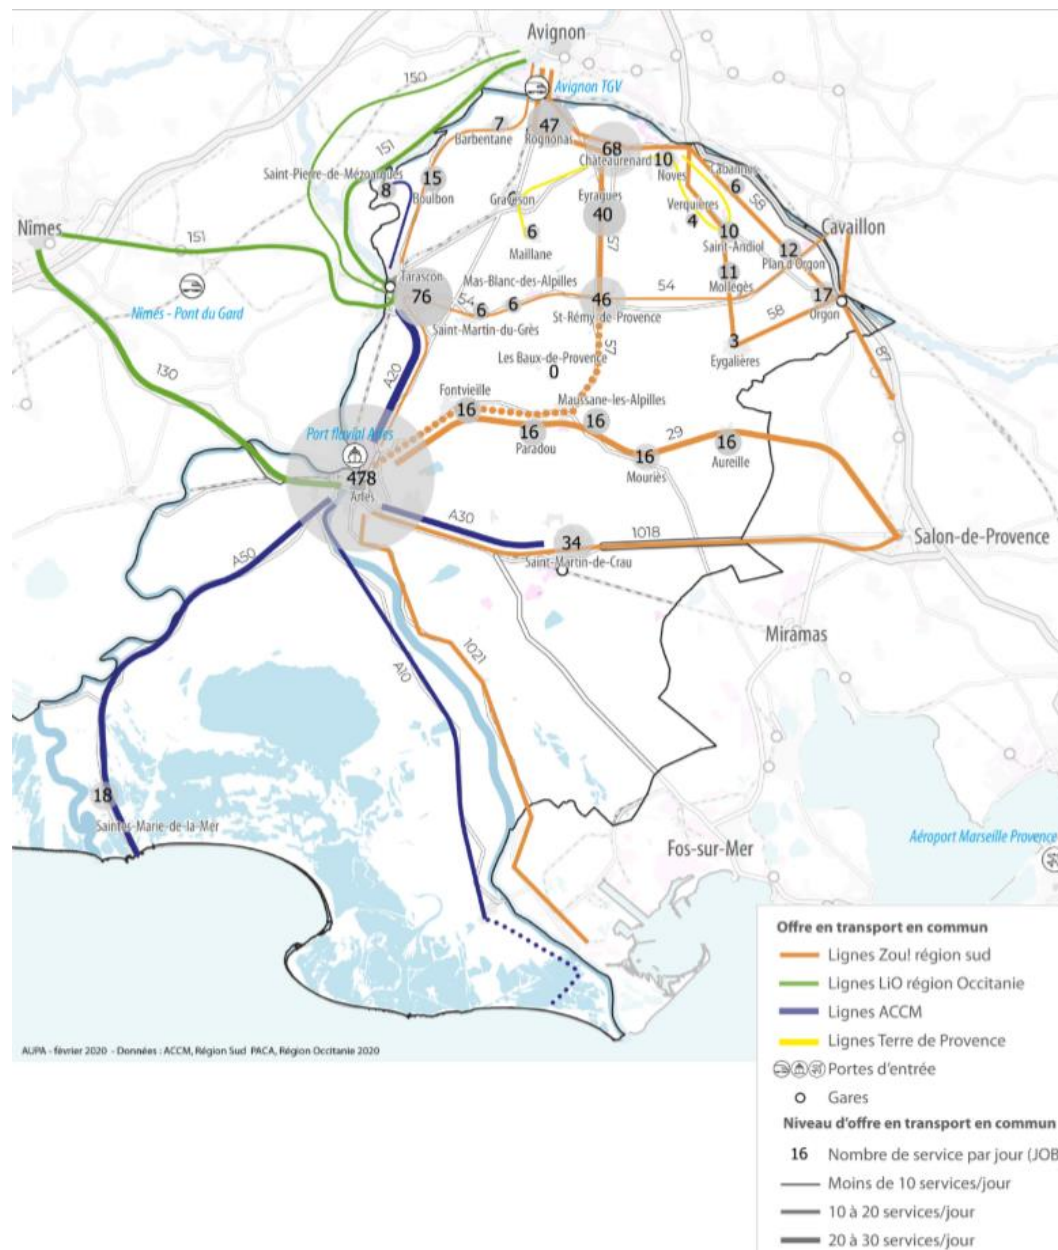 Avignon
150
Avignon TGV
7
Barbentane
47
Rognonas
151
68
Châteaurenard
10
Noves
Cabannes
6
58
Saint-Pierre-de-Mézoargues
8
15
Boulbon
Eyragues
40
Verquières
4
10
Saint-Andiol
Nîmes
151
6
Maillane
57
12
Plan d'Orgon
Cavaillon
Tarascon
76
Mas-Blanc-des-Alpilles
11
Mollégès
54
6
6
46
54
17
Orgon
Nîmes - Pont du Gard
Saint-Martin-du-Grès
St-Rémy-de-Provence
58
3
Eygalières
57
Les Baux-de-Provence
0
87
130
A20
Fontvieille
16
Maussane-les-Alpilles
16
Port fluvial Arles
16
Paradou
29
16
Aureille
16
Mouriès
478
Arles
A30
34
1018
Salon-de-Provence
Saint-Martin-de-Crau
A50
Miramas
1021
A10
18
Saintes-Marie-de-la-Mer
Fos-sur-Mer
Aéroport Marseille Provence
AUPA - février 2020 - Données : ACCM, Région Sud PACA, Région Occitanie 2020
Offre en transport en commun
Lignes Zou! région sud
Lignes LiO région Occitanie
Lignes ACCM
Lignes Terre de Provence
Portes d'entrée
Gares
Niveau d'offre en transport en commun
16 Nombre de service par jour (JOB
Moins de 10 services/jour
10 à 20 services/jour
20 à 30 services/jour